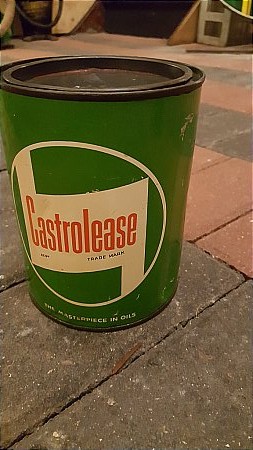 Castrolease
TRADE MARK
THE MASTERPIECE IN OILS